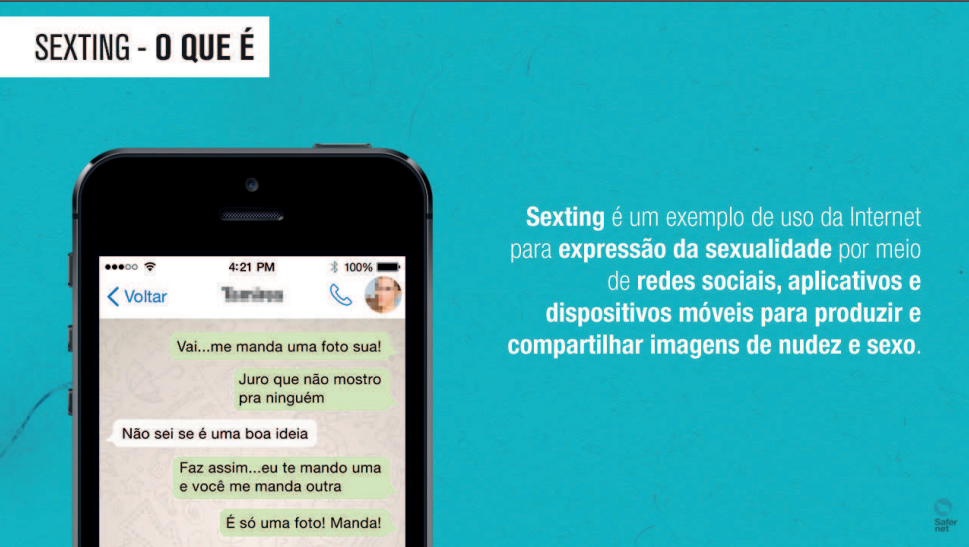 SEXTING - O QUE É
Sexting é um exemplo de uso da Internet
para expressão da sexualidade por meio
de redes sociais, aplicativos e
dispositivos móveis para produzir e
compartilhar imagens de nudez e sexo.
4:21 PM
100%
Voltar
Vai...me manda uma foto sua!
Juro que não mostro
pra ninguém
Não sei se é uma boa ideia
Faz assim...eu te mando uma
e você me manda outra
É só uma foto! Manda!
Safer
net